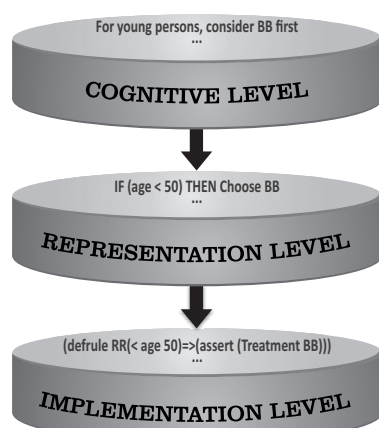 For young persons, consider BB first
...
COGNITIVE LEVEL
IF (age < 50) THEN Choose BB
...
REPRESENTATION LEVEL
(defrule RR(< age 50)=>(assert (Treatment BB)))
...
IMPLEMENTATION LEVEL